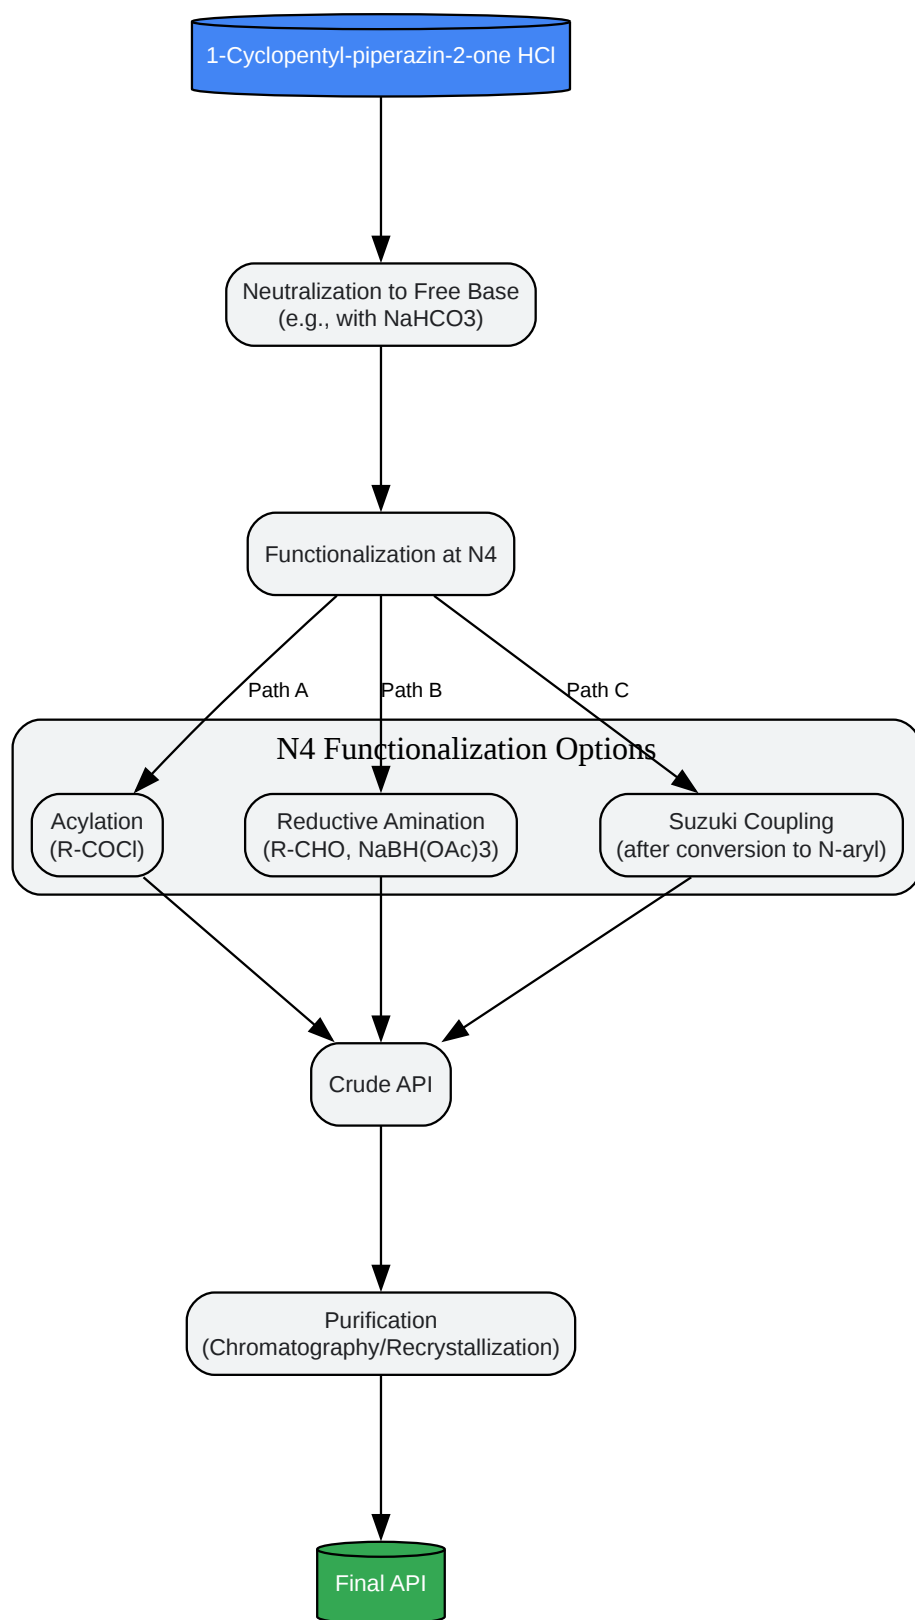 1-Cyclopentyl-piperazin-2-one HCl
Neutralization to Free Base
(e.g., with NaHCO3)
Functionalization at N4
Path A
Path B
Path C
N4 Functionalization Options
Acylation
(R-COCl)
Reductive Amination
(R-CHO, NaBH(OAc)3)
Suzuki Coupling
(after conversion to N-aryl)
Crude API
Purification
(Chromatography/Recrystallization)
Final API